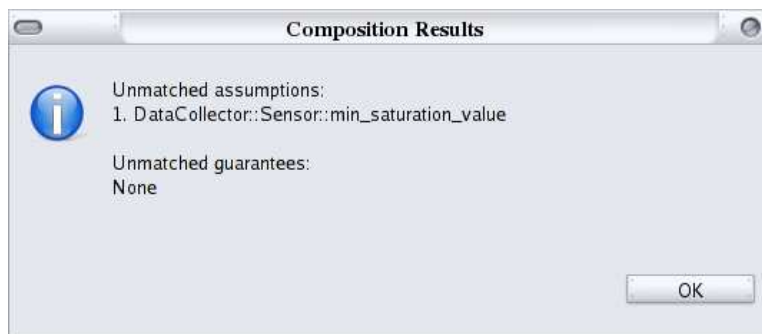 Composition Results
Unmatched assumptions:
1. DataCollector::Sensor::min_saturation_value
Unmatched guarantees:
None
OK